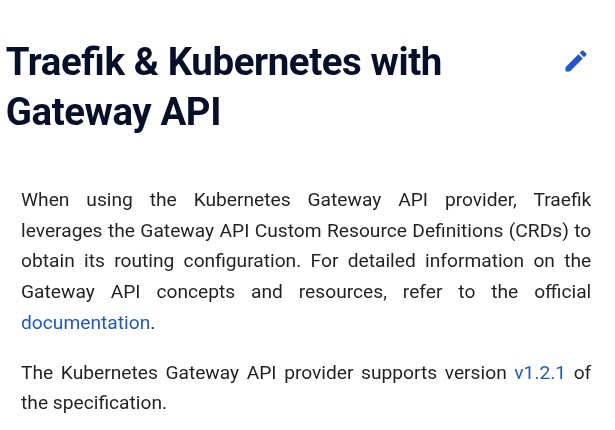 Traefik & Kubernetes with
Gateway API
When using the Kubernetes Gateway API provider, Traefik
leverages the Gateway API Custom Resource Definitions (CRDs) to
obtain its routing configuration. For detailed information on the
Gateway API concepts and resources, refer to the official
documentation.
The Kubernetes Gateway API provider supports version v1.2.1 of
the specification.